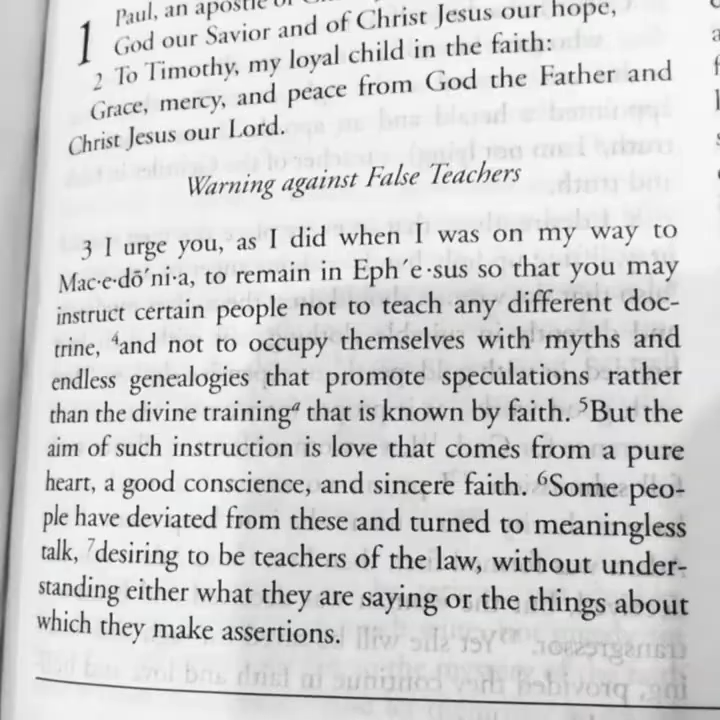 Paul, an apostle of
1 God our Savior and of Christ Jesus our hope,
2 To Timothy, my loyal child in the faith:
Grace, mercy, and peace from God the Father and
Christ Jesus our Lord.
Warning against False Teachers
3 I urge you, as I did when I was on my way to
Mac·e·dō′ni·a, to remain in Eph′e·sus so that you may
instruct certain people not to teach any different doc-
trine, ⁴and not to occupy themselves with myths and
endless genealogies that promote speculations rather
than the divine trainingᵃ that is known by faith. ⁵But the
aim of such instruction is love that comes from a pure
heart, a good conscience, and sincere faith. ⁶Some peo-
ple have deviated from these and turned to meaningless
talk, ⁷desiring to be teachers of the law, without under-
standing either what they are saying or the things about
which they make assertions.